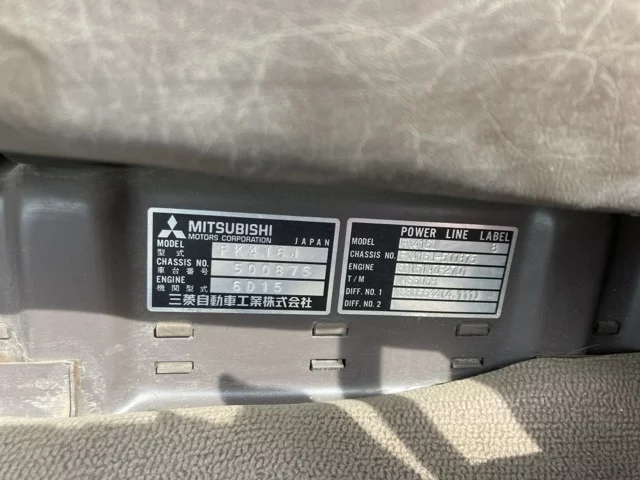 MITSUBISHI
MOTORS CORPORATION JAPAN
MODEL
型式 FK416J
CHASSIS NO.
車台番号 500875
ENGINE
機関型式 6D15
三菱自動車工業株式会社
POWER LINE LABEL
MODEL
CHASSIS NO.
ENGINE
T/M
DIFF. NO. 1
DIFF. NO. 2